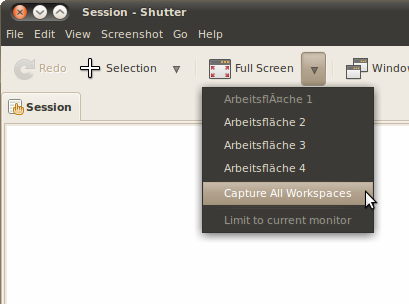 Session - Shutter
File Edit View Screenshot Go Help
Redo Selection Full Screen Windo
Session
ArbeitsflÃ¤che 1
Arbeitsfläche 2
Arbeitsfläche 3
Arbeitsfläche 4
Capture All Workspaces
Limit to current monitor